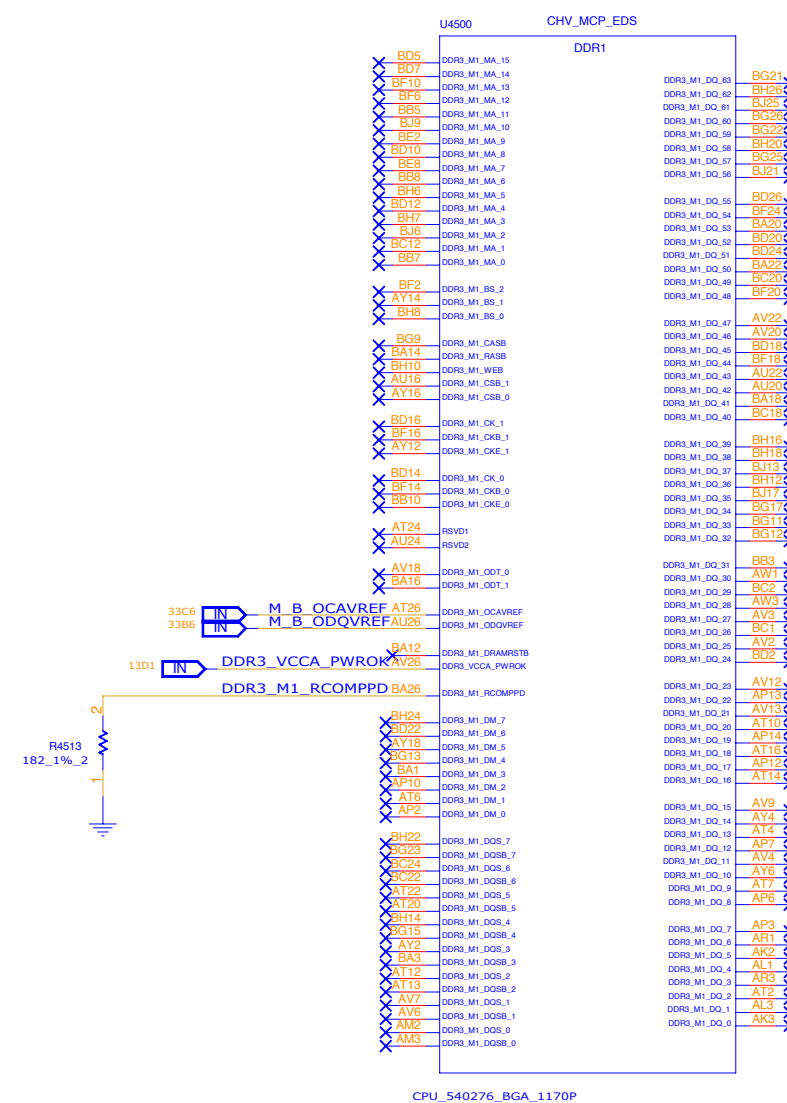 U4500 CHV_MCP_EDS
DDR1
BD5 DDR3_M1_MA_15
BD7 DDR3_M1_MA_14
BF10 DDR3_M1_MA_13
BF6 DDR3_M1_MA_12
BB5 DDR3_M1_MA_11
BJ9 DDR3_M1_MA_10
BE2 DDR3_M1_MA_9
BD10 DDR3_M1_MA_8
BE8 DDR3_M1_MA_7
BB8 DDR3_M1_MA_6
BH6 DDR3_M1_MA_5
BD12 DDR3_M1_MA_4
BH7 DDR3_M1_MA_3
BJ6 DDR3_M1_MA_2
BC12 DDR3_M1_MA_1
BB7 DDR3_M1_MA_0
BF2 DDR3_M1_BS_2
AY14 DDR3_M1_BS_1
BH8 DDR3_M1_BS_0
BG9 DDR3_M1_CASB
BA14 DDR3_M1_RASB
BH10 DDR3_M1_WEB
AU16 DDR3_M1_CSB_1
AY16 DDR3_M1_CSB_0
BD16 DDR3_M1_CK_1
BF16 DDR3_M1_CKB_1
AY12 DDR3_M1_CKE_1
BD14 DDR3_M1_CK_0
BF14 DDR3_M1_CKB_0
BB10 DDR3_M1_CKE_0
AT24 RSVD1
AU24 RSVD2
AV18 DDR3_M1_ODT_0
BA16 DDR3_M1_ODT_1
33C6 IN M_B_OCAVREF AT26 DDR3_M1_OCAVREF
33B6 IN M_B_ODQVREF AU26 DDR3_M1_ODQVREF
BA12 DDR3_M1_DRAMRSTB
13D1 IN DDR3_VCCA_PWROK AV26 DDR3_VCCA_PWROK
DDR3_M1_RCOMPPD BA26 DDR3_M1_RCOMPPD
2
R4513
182_1%_2
1
BH24 DDR3_M1_DM_7
BD22 DDR3_M1_DM_6
AY18 DDR3_M1_DM_5
BG13 DDR3_M1_DM_4
BA1 DDR3_M1_DM_3
AP10 DDR3_M1_DM_2
AT6 DDR3_M1_DM_1
AP2 DDR3_M1_DM_0
BH22 DDR3_M1_DQS_7
BG23 DDR3_M1_DQSB_7
BC24 DDR3_M1_DQS_6
BC22 DDR3_M1_DQSB_6
AT22 DDR3_M1_DQS_5
AT20 DDR3_M1_DQSB_5
BH14 DDR3_M1_DQS_4
BG15 DDR3_M1_DQSB_4
AY2 DDR3_M1_DQS_3
BA3 DDR3_M1_DQSB_3
AT12 DDR3_M1_DQS_2
AT13 DDR3_M1_DQSB_2
AV7 DDR3_M1_DQS_1
AV6 DDR3_M1_DQSB_1
AM2 DDR3_M1_DQS_0
AM3 DDR3_M1_DQSB_0
DDR3_M1_DQ_63 BG21
DDR3_M1_DQ_62 BH26
DDR3_M1_DQ_61 BJ25
DDR3_M1_DQ_60 BG26
DDR3_M1_DQ_59 BG22
DDR3_M1_DQ_58 BH20
DDR3_M1_DQ_57 BG25
DDR3_M1_DQ_56 BJ21
DDR3_M1_DQ_55 BD26
DDR3_M1_DQ_54 BF24
DDR3_M1_DQ_53 BA20
DDR3_M1_DQ_52 BD20
DDR3_M1_DQ_51 BD24
DDR3_M1_DQ_50 BA22
DDR3_M1_DQ_49 BC20
DDR3_M1_DQ_48 BF20
DDR3_M1_DQ_47 AV22
DDR3_M1_DQ_46 AV20
DDR3_M1_DQ_45 BD18
DDR3_M1_DQ_44 BF18
DDR3_M1_DQ_43 AU22
DDR3_M1_DQ_42 AU20
DDR3_M1_DQ_41 BA18
DDR3_M1_DQ_40 BC18
DDR3_M1_DQ_39 BH16
DDR3_M1_DQ_38 BH18
DDR3_M1_DQ_37 BJ13
DDR3_M1_DQ_36 BH12
DDR3_M1_DQ_35 BJ17
DDR3_M1_DQ_34 BG17
DDR3_M1_DQ_33 BG11
DDR3_M1_DQ_32 BG12
DDR3_M1_DQ_31 BB3
DDR3_M1_DQ_30 AW1
DDR3_M1_DQ_29 BC2
DDR3_M1_DQ_28 AW3
DDR3_M1_DQ_27 AV3
DDR3_M1_DQ_26 BC1
DDR3_M1_DQ_25 AV2
DDR3_M1_DQ_24 BD2
DDR3_M1_DQ_23 AV12
DDR3_M1_DQ_22 AP13
DDR3_M1_DQ_21 AV13
DDR3_M1_DQ_20 AT10
DDR3_M1_DQ_19 AP14
DDR3_M1_DQ_18 AT16
DDR3_M1_DQ_17 AP12
DDR3_M1_DQ_16 AT14
DDR3_M1_DQ_15 AV9
DDR3_M1_DQ_14 AY4
DDR3_M1_DQ_13 AT4
DDR3_M1_DQ_12 AP7
DDR3_M1_DQ_11 AV4
DDR3_M1_DQ_10 AY6
DDR3_M1_DQ_9 AT7
DDR3_M1_DQ_8 AP6
DDR3_M1_DQ_7 AP3
DDR3_M1_DQ_6 AR1
DDR3_M1_DQ_5 AK2
DDR3_M1_DQ_4 AL1
DDR3_M1_DQ_3 AR3
DDR3_M1_DQ_2 AT2
DDR3_M1_DQ_1 AL3
DDR3_M1_DQ_0 AK3
CPU_540276_BGA_1170P